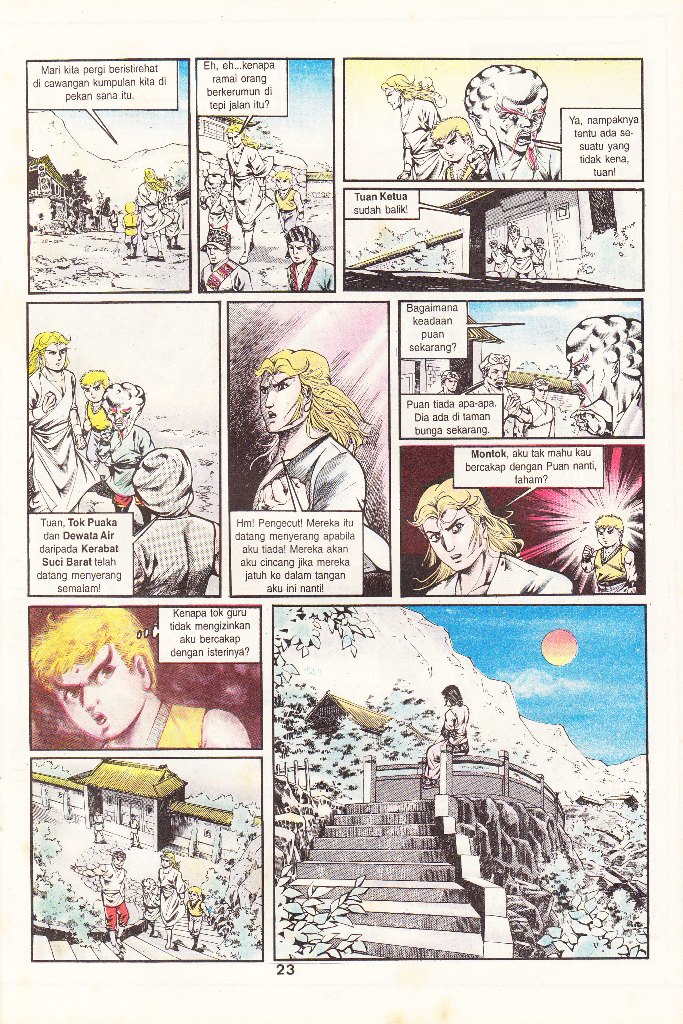 Mari kita pergi beristirehat
di cawangan kumpulan kita di
pekan sana itu.
Eh, eh...kenapa
ramai orang
berkerumun di
tepi jalan itu?
Ya, nampaknya
tentu ada se-
suatu yang
tidak kena,
tuan!
Tuan Ketua
sudah balik!
Tuan, Tok Puaka
dan Dewata Air
daripada Kerabat
Suci Barat telah
datang menyerang
semalam!
Hm! Pengecut! Mereka itu
datang menyerang apabila
aku tiada! Mereka akan
aku cincang jika mereka
jatuh ke dalam tangan
aku ini nanti!
Bagaimana
keadaan
puan
sekarang?
Puan tiada apa-apa.
Dia ada di taman
bunga sekarang.
Montok, aku tak mahu kau
bercakap dengan Puan nanti,
faham?
Kenapa tok guru
tidak mengizinkan
aku bercakap
dengan isterinya?
23